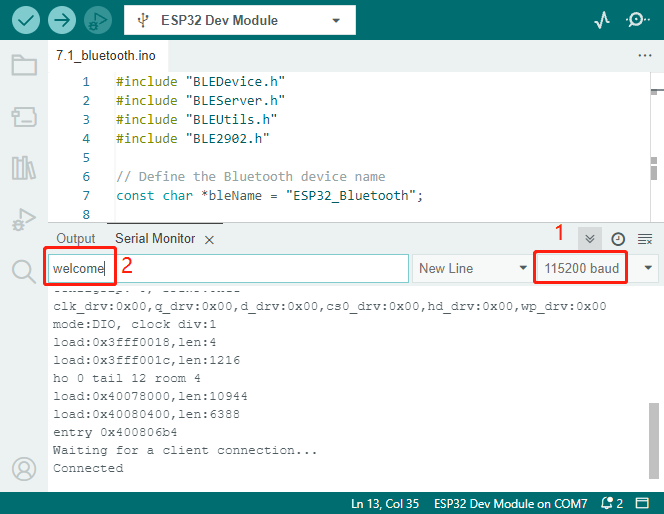 ESP32 Dev Module
7.1_bluetooth.ino
1 #include "BLEDevice.h"
2 #include "BLEServer.h"
3 #include "BLEUtils.h"
4 #include "BLE2902.h"
5
6 // Define the Bluetooth device name
7 const char *bleName = "ESP32_Bluetooth";
8
Output Serial Monitor
1
welcome
2
New Line
115200 baud
clk_drv:0x00,q_drv:0x00,d_drv:0x00,cs0_drv:0x00,hd_drv:0x00,wp_drv:0x00
mode:DIO, clock div:1
load:0x3fff0018,len:4
load:0x3fff001c,len:1216
ho 0 tail 12 room 4
load:0x40078000,len:10944
load:0x40080400,len:6388
entry 0x400806b4
Waiting for a client connection...
Connected
Ln 13, Col 35 ESP32 Dev Module on COM7 2